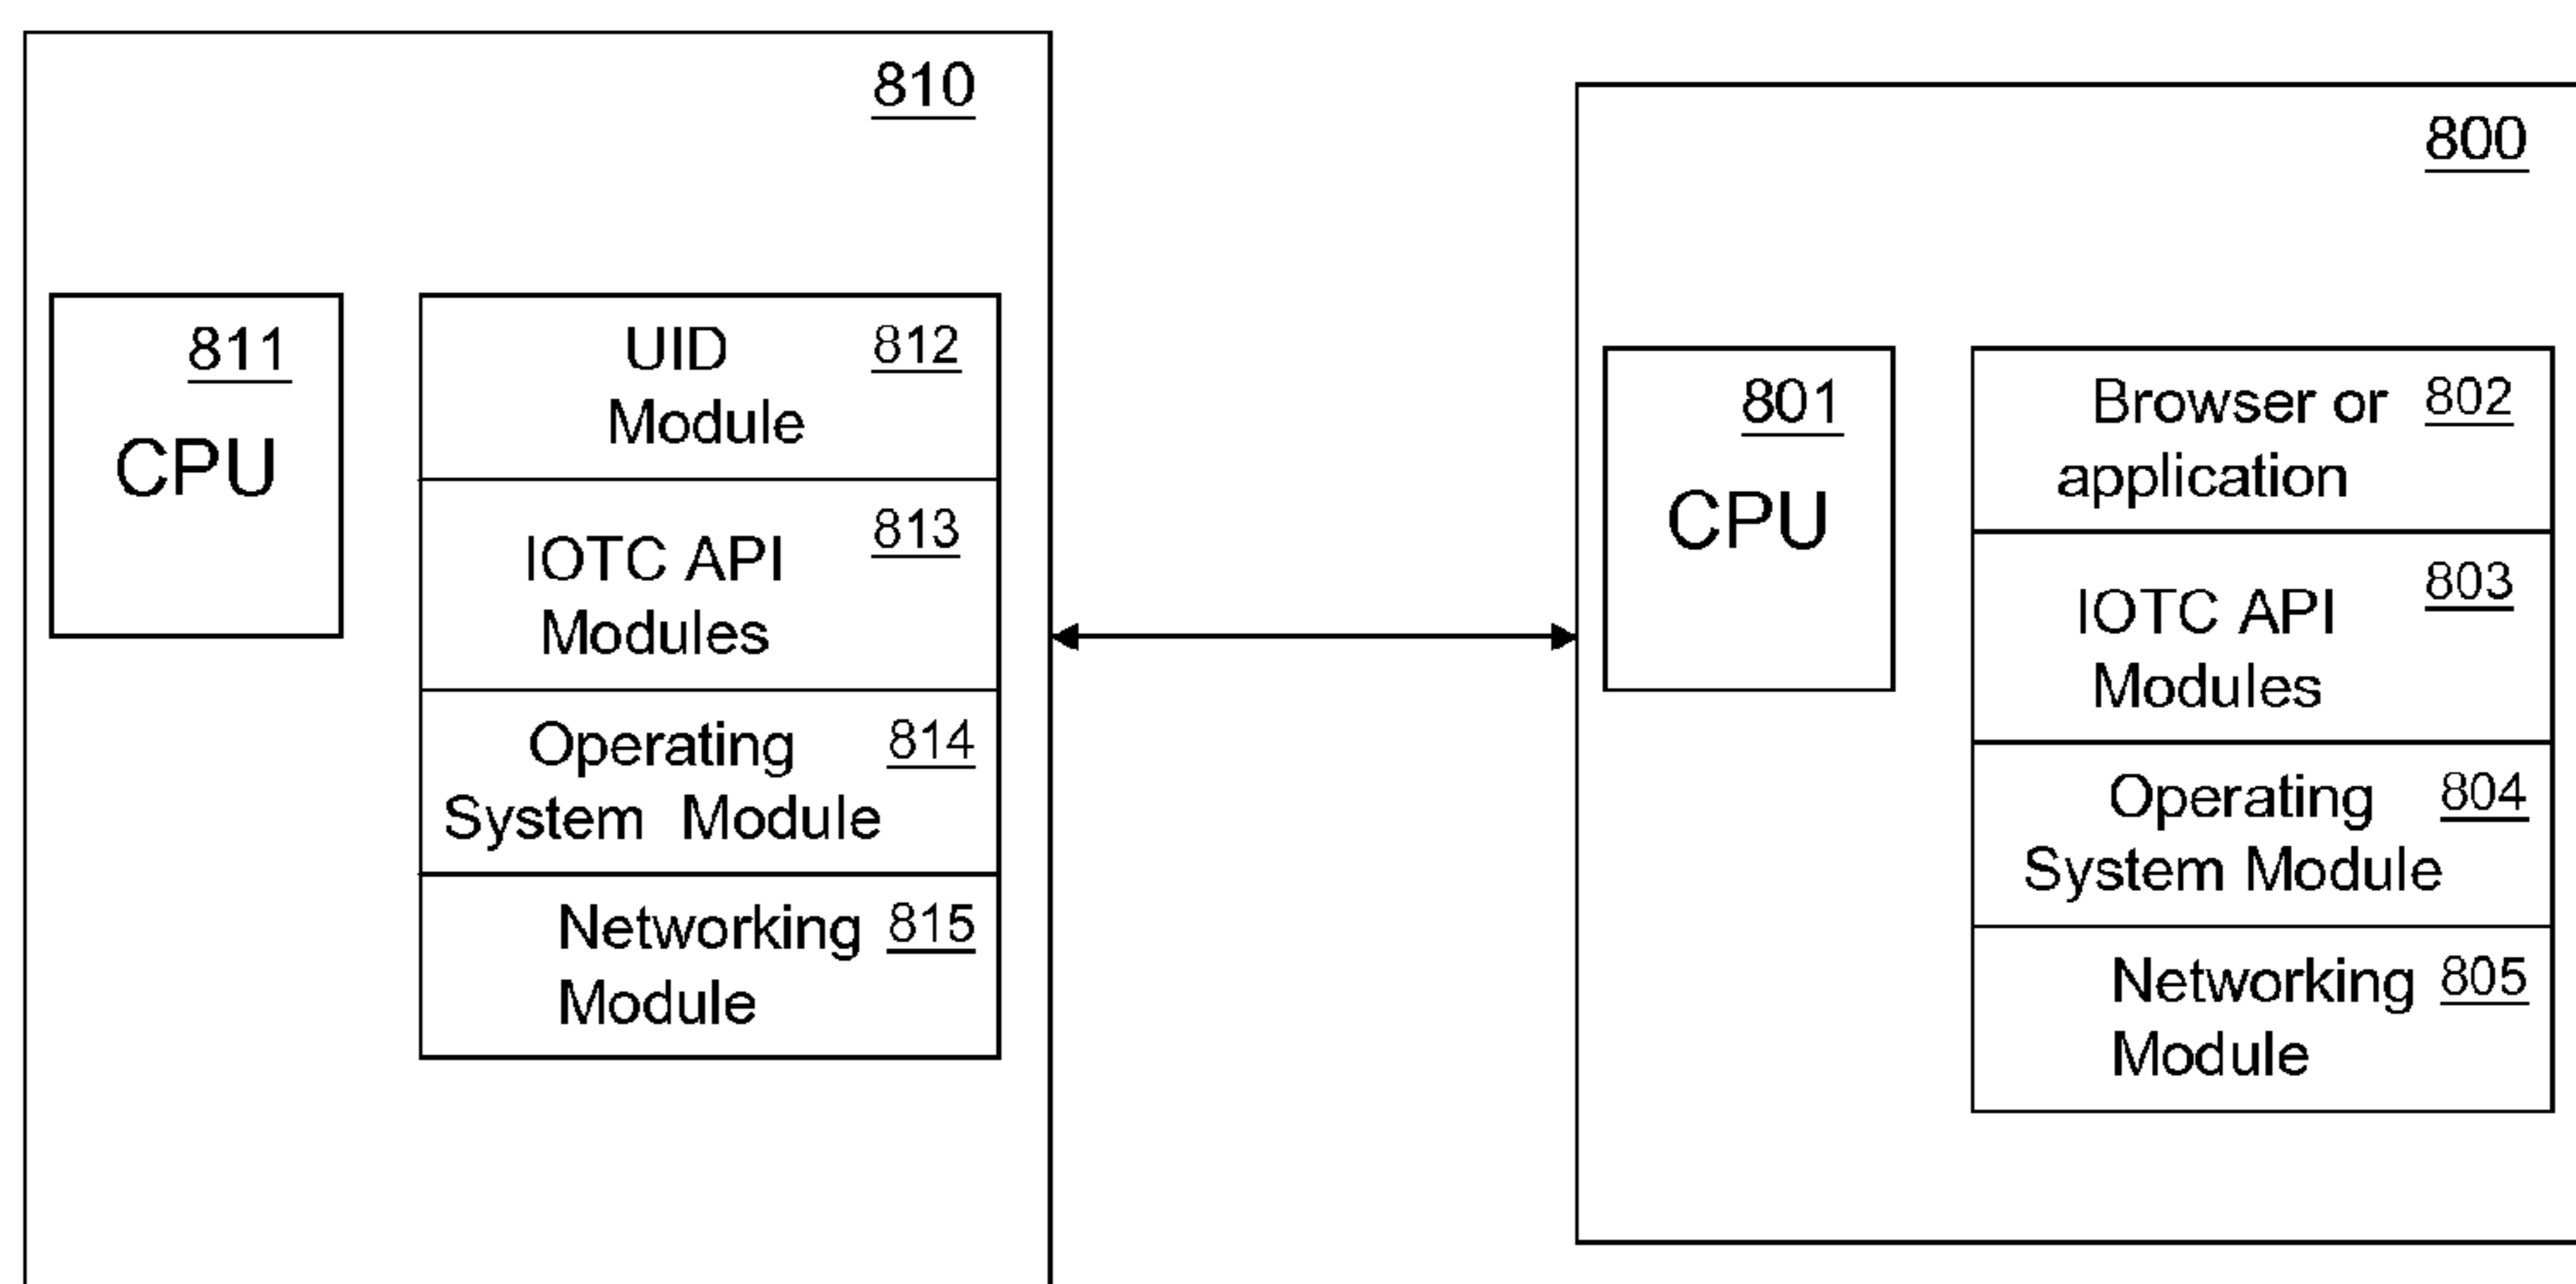 810
811
CPU
UID 812
Module
IOTC API 813
Modules
Operating 814
System Module
Networking 815
Module
800
801
CPU
Browser or 802
application
IOTC API 803
Modules
Operating 804
System Module
Networking 805
Module